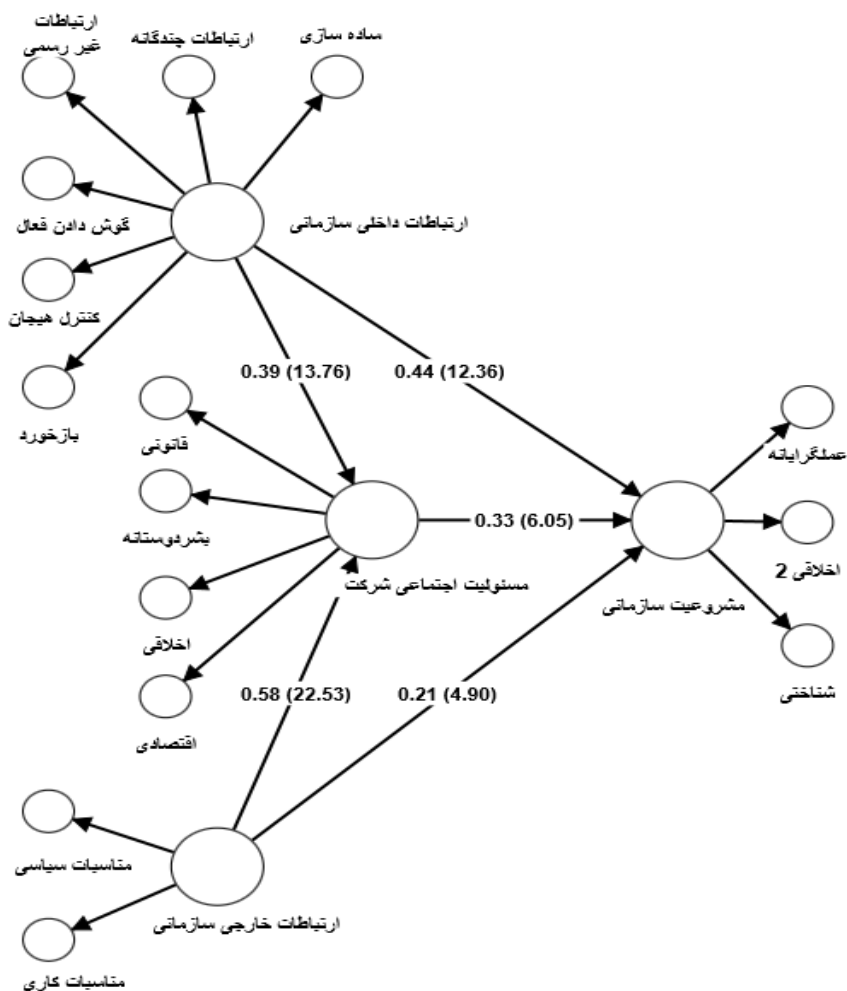 ارتباطات
غیر رسمی
ارتباطات چندگانه
ساده سازی
گوش دادن فعال
ارتباطات داخلی سازمانی
کنترل هیجان
بازخورد
0.39 (13.76)
0.44 (12.36)
قانونی
عملگرایانه
بشردوستانه
0.33 (6.05)
اخلاقی 2
مسئولیت اجتماعی شرکت
مشروعیت سازمانی
اخلاقی
شناختی
0.58 (22.53)
0.21 (4.90)
اقتصادی
مناسبات سیاسی
ارتباطات خارجی سازمانی
مناسبات کاری